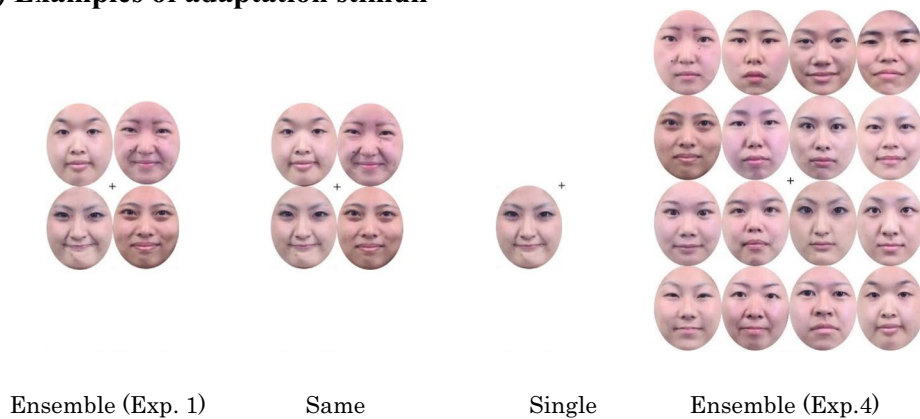 ) Examples of adaptation stimuli
Ensemble (Exp. 1) Same Single Ensemble (Exp.4)